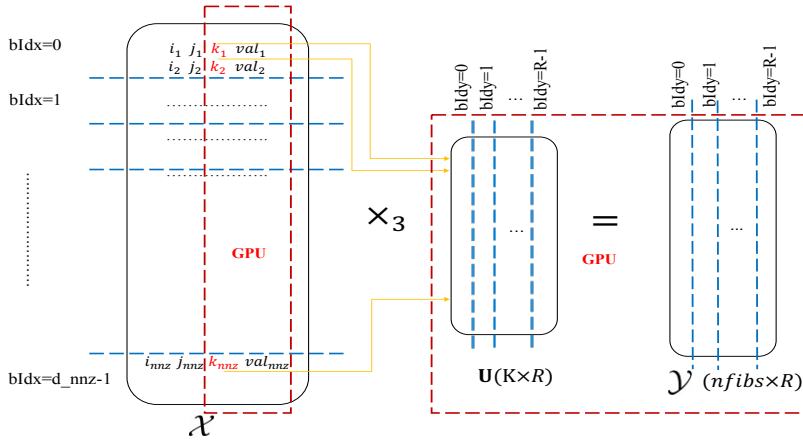 bIdx=0
i₁ j₁ k₁ val₁
i₂ j₂ k₂ val₂
bIdx=1
...................................
............................
............................
GPU
iₙₙz jₙₙz kₙₙz valₙₙz
bIdx=d_nnz-1
𝒳
×₃
bIdy=0
bIdy=1
...
bIdy=R-1
...
U(K×R)
=
GPU
bIdy=0
bIdy=1
...
bIdy=R-1
...
𝒴 (nfibs×R)